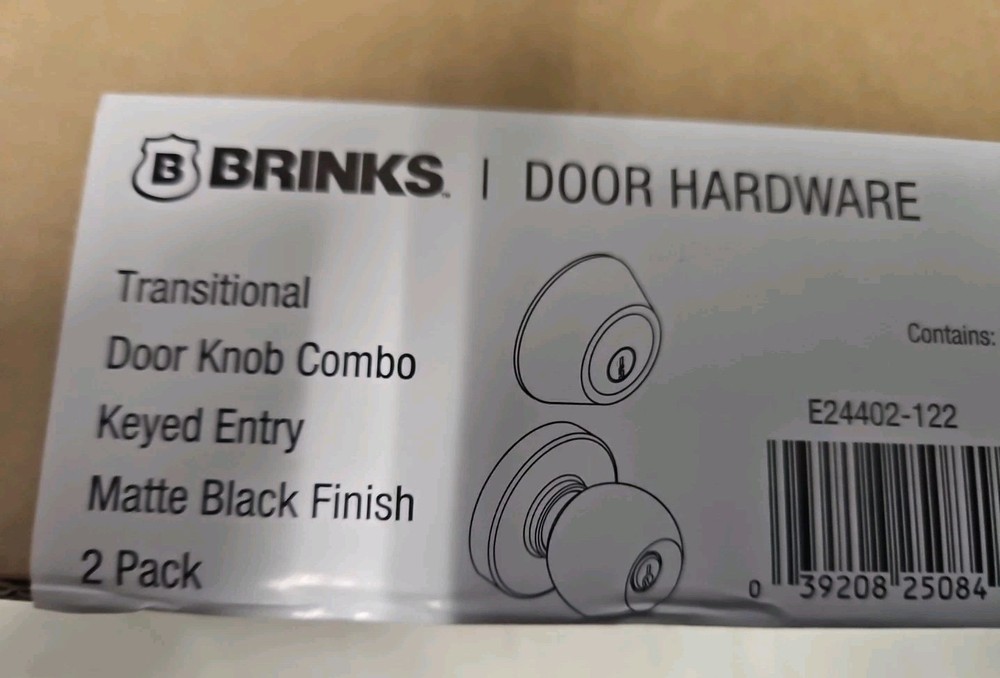 B BRINKS™ | DOOR HARDWARE
Transitional
Door Knob Combo
Keyed Entry
Matte Black Finish
2 Pack
Contains:
E24402-122
0 39208 25084